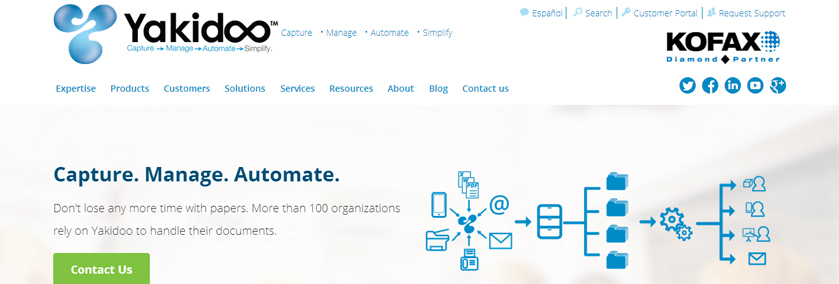 Yakidoo™
Capture → Manage → Automate → Simplify.
Capture • Manage • Automate • Simplify
Español Search Customer Portal Request Support
KOFAX
Diamond ◆ Partner
Expertise Products Customers Solutions Services Resources About Blog Contact us
Capture. Manage. Automate.
Don't lose any more time with papers. More than 100 organizations
rely on Yakidoo to handle their documents.
Contact Us